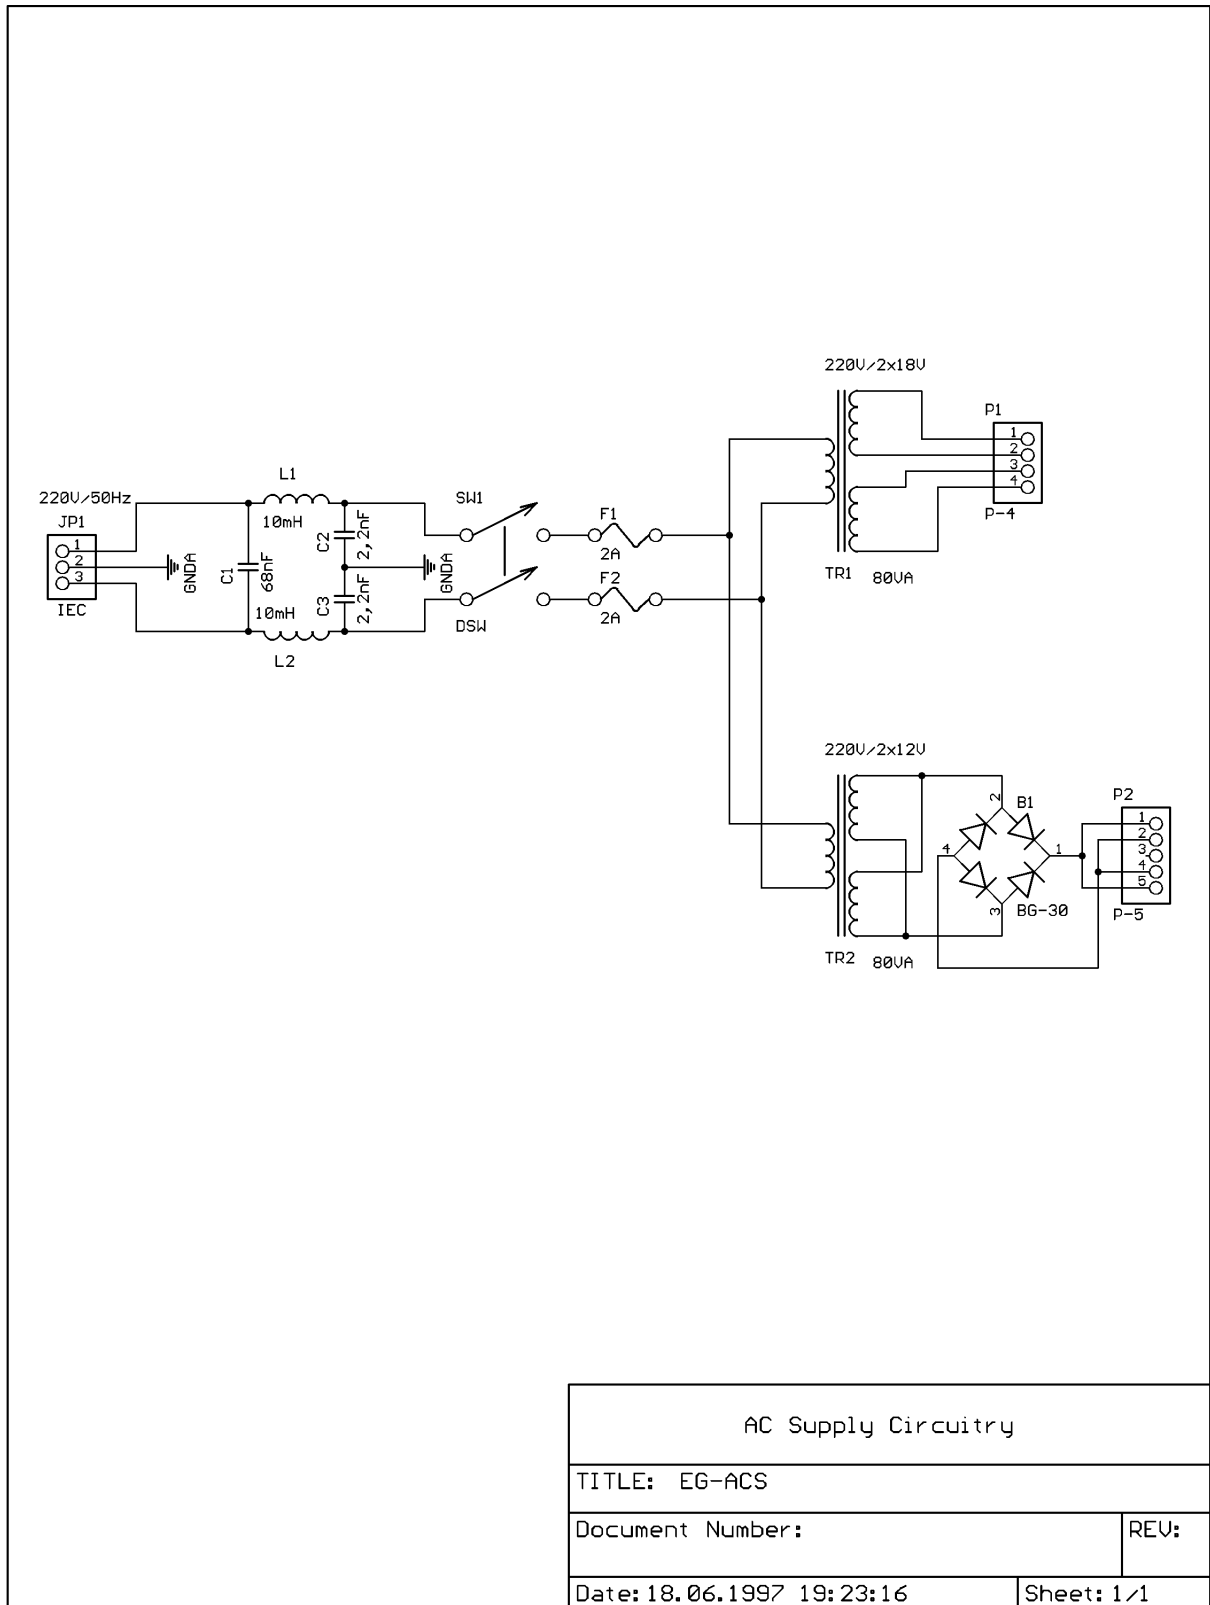 220V/2x18V
P1
1
2
3
4
P-4
TR1 80VA
220V/50Hz
JP1
1
2
3
IEC
GNDA
C1
68nF
L1
10mH
10mH
L2
C2
2,2nF
C3
2,2nF
GNDA
SW1
DSW
F1
2A
F2
2A
220V/2x12V
2
B1
4
1
3
BG-30
P2
1
2
3
4
5
P-5
TR2 80VA
AC Supply Circuitry
TITLE: EG-ACS
Document Number:
REV:
Date: 18.06.1997 19:23:16
Sheet: 1/1